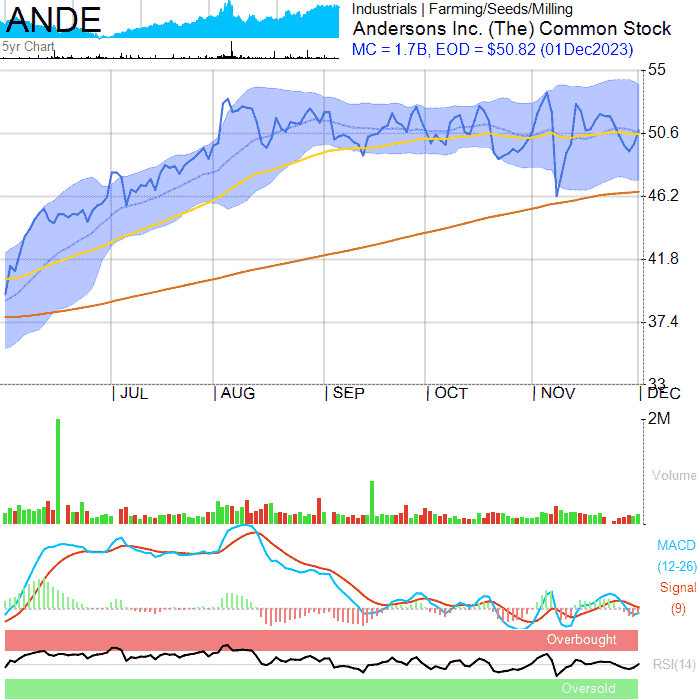 ANDE
5yr Chart
Industrials | Farming/Seeds/Milling
Andersons Inc. (The) Common Stock
MC = 1.7B, EOD = $50.82 (01Dec2023)
55
50.6
46.2
41.8
37.4
33
JUL AUG SEP OCT NOV DEC
2M
Volume
MACD
(12-26)
Signal
(9)
Overbought
RSI(14)
Oversold